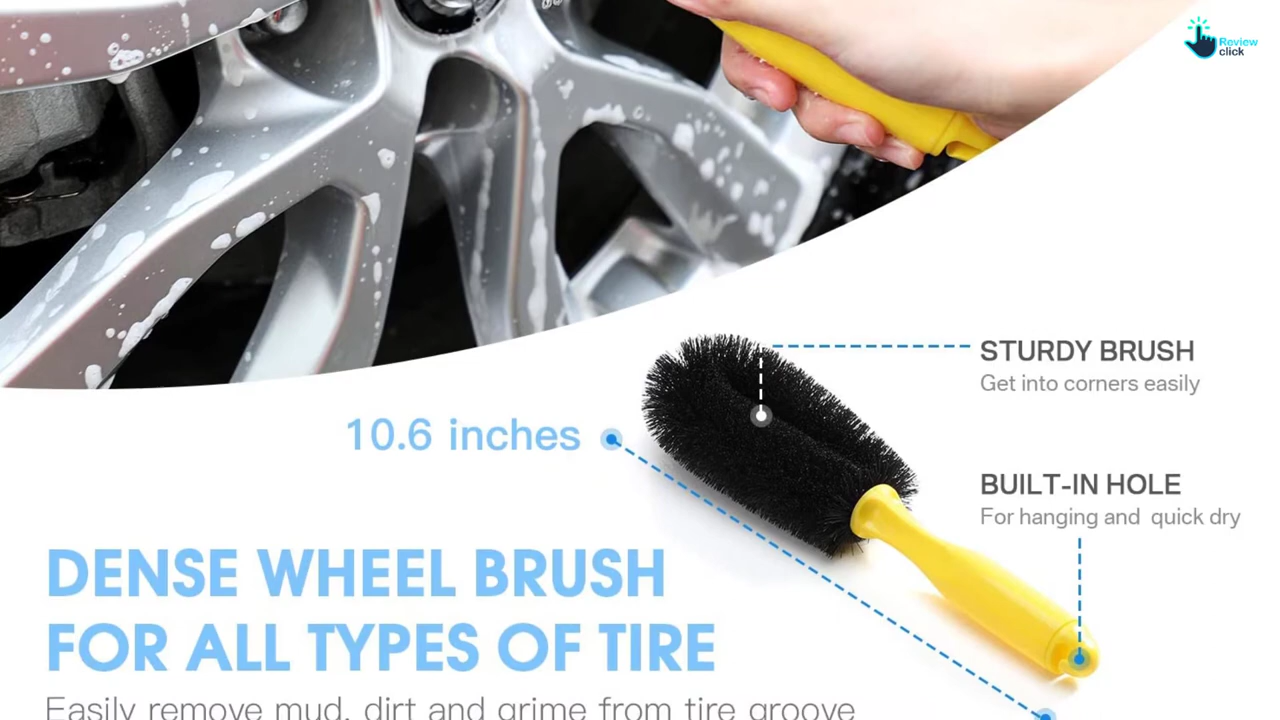 Review
click
STURDY BRUSH
Get into corners easily
10.6 inches
BUILT-IN HOLE
For hanging and quick dry
DENSE WHEEL BRUSH
FOR ALL TYPES OF TIRE
Easily remove mud, dirt and grime from tire groove